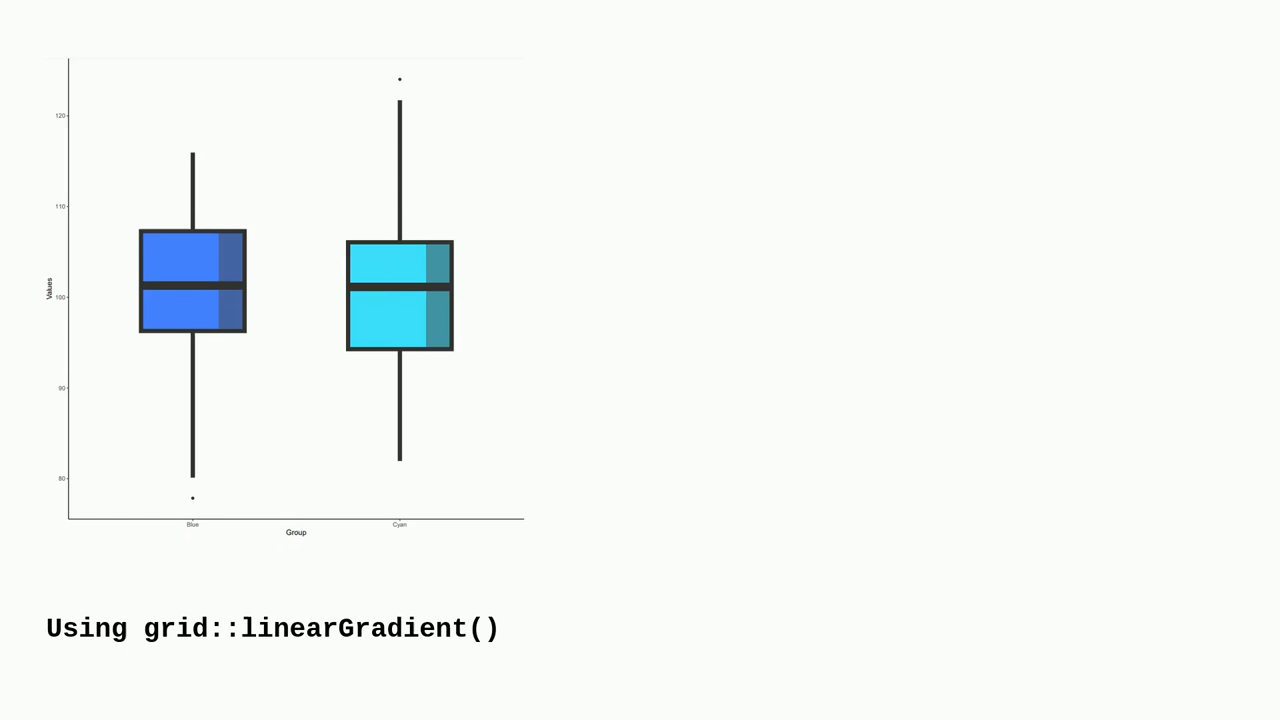 120
110
100
90
80
Values
Blue
Cyan
Group
Using grid::linearGradient()